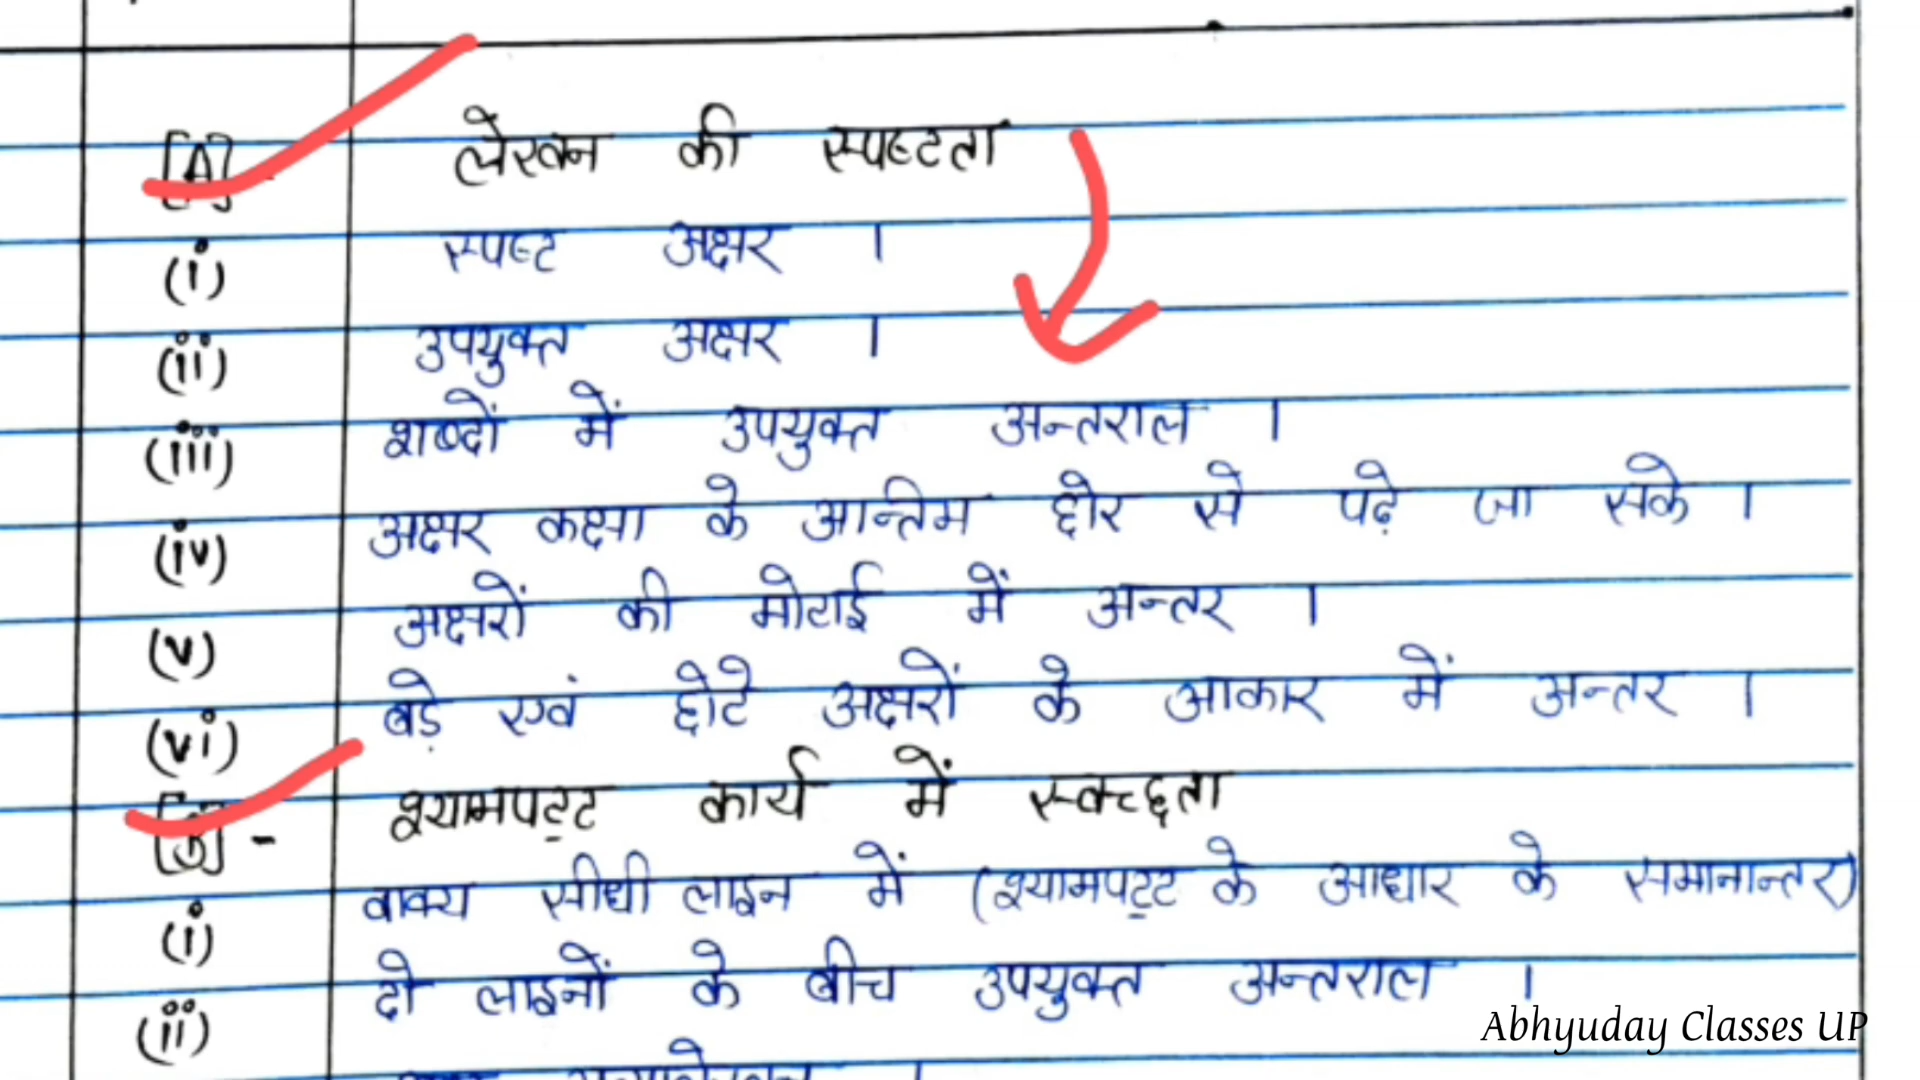 [A] - लेखन की स्पष्टता
(i) स्पष्ट अक्षर ।
(ii) उपयुक्त अक्षर ।
(iii) शब्दों में उपयुक्त अन्तराल ।
(iv) अक्षर कक्षा के अन्तिम छोर से पढ़े जा सके ।
(v) अक्षरों की मोटाई में अन्तर ।
(vi) बड़े एवं छोटे अक्षरों के आकार में अन्तर ।
[B] - श्यामपट्ट कार्य में स्वच्छता
(i) वाक्य सीधी लाइन में (श्यामपट्ट के आधार के समानान्तर)
(ii) दो लाइनों के बीच उपयुक्त अन्तराल ।
Abhyuday Classes UP